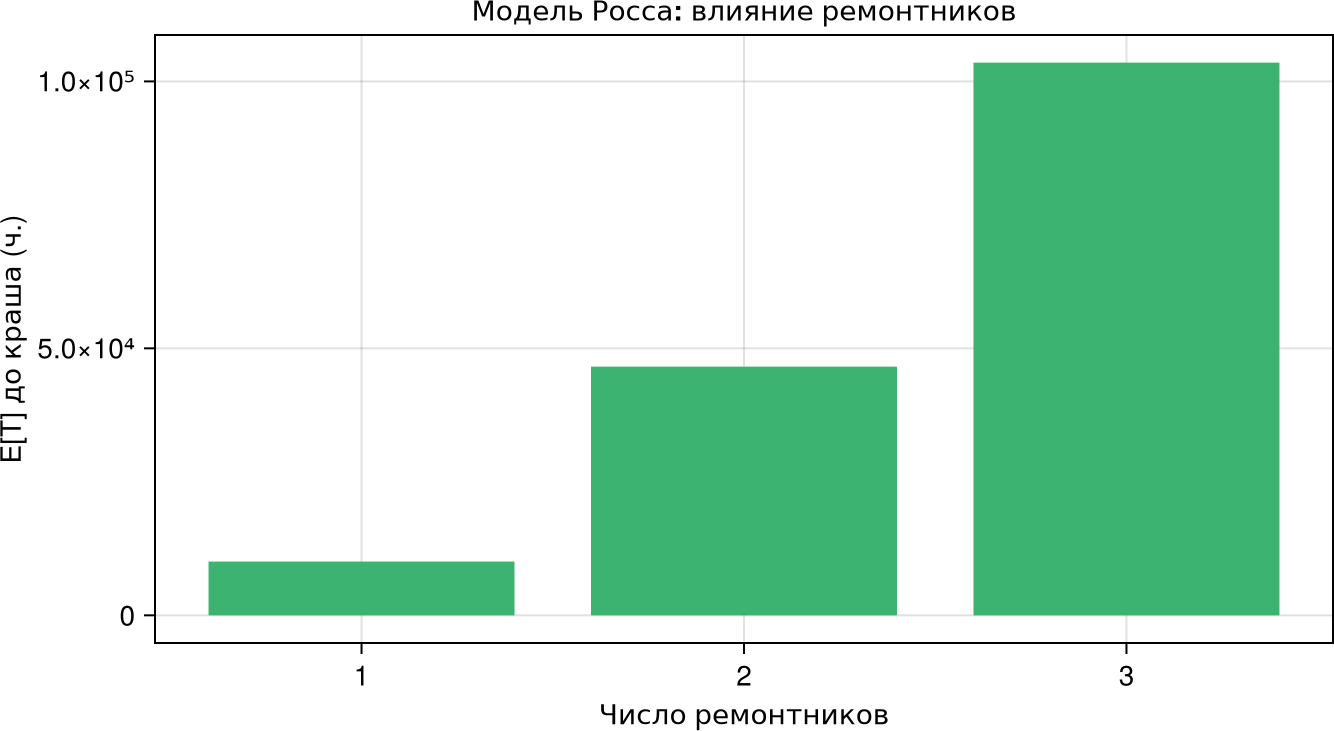 Модель Росса: влияние ремонтников
E[T] до краша (ч.)
1.0×10⁵
5.0×10⁴
0
1
2
3
Число ремонтников